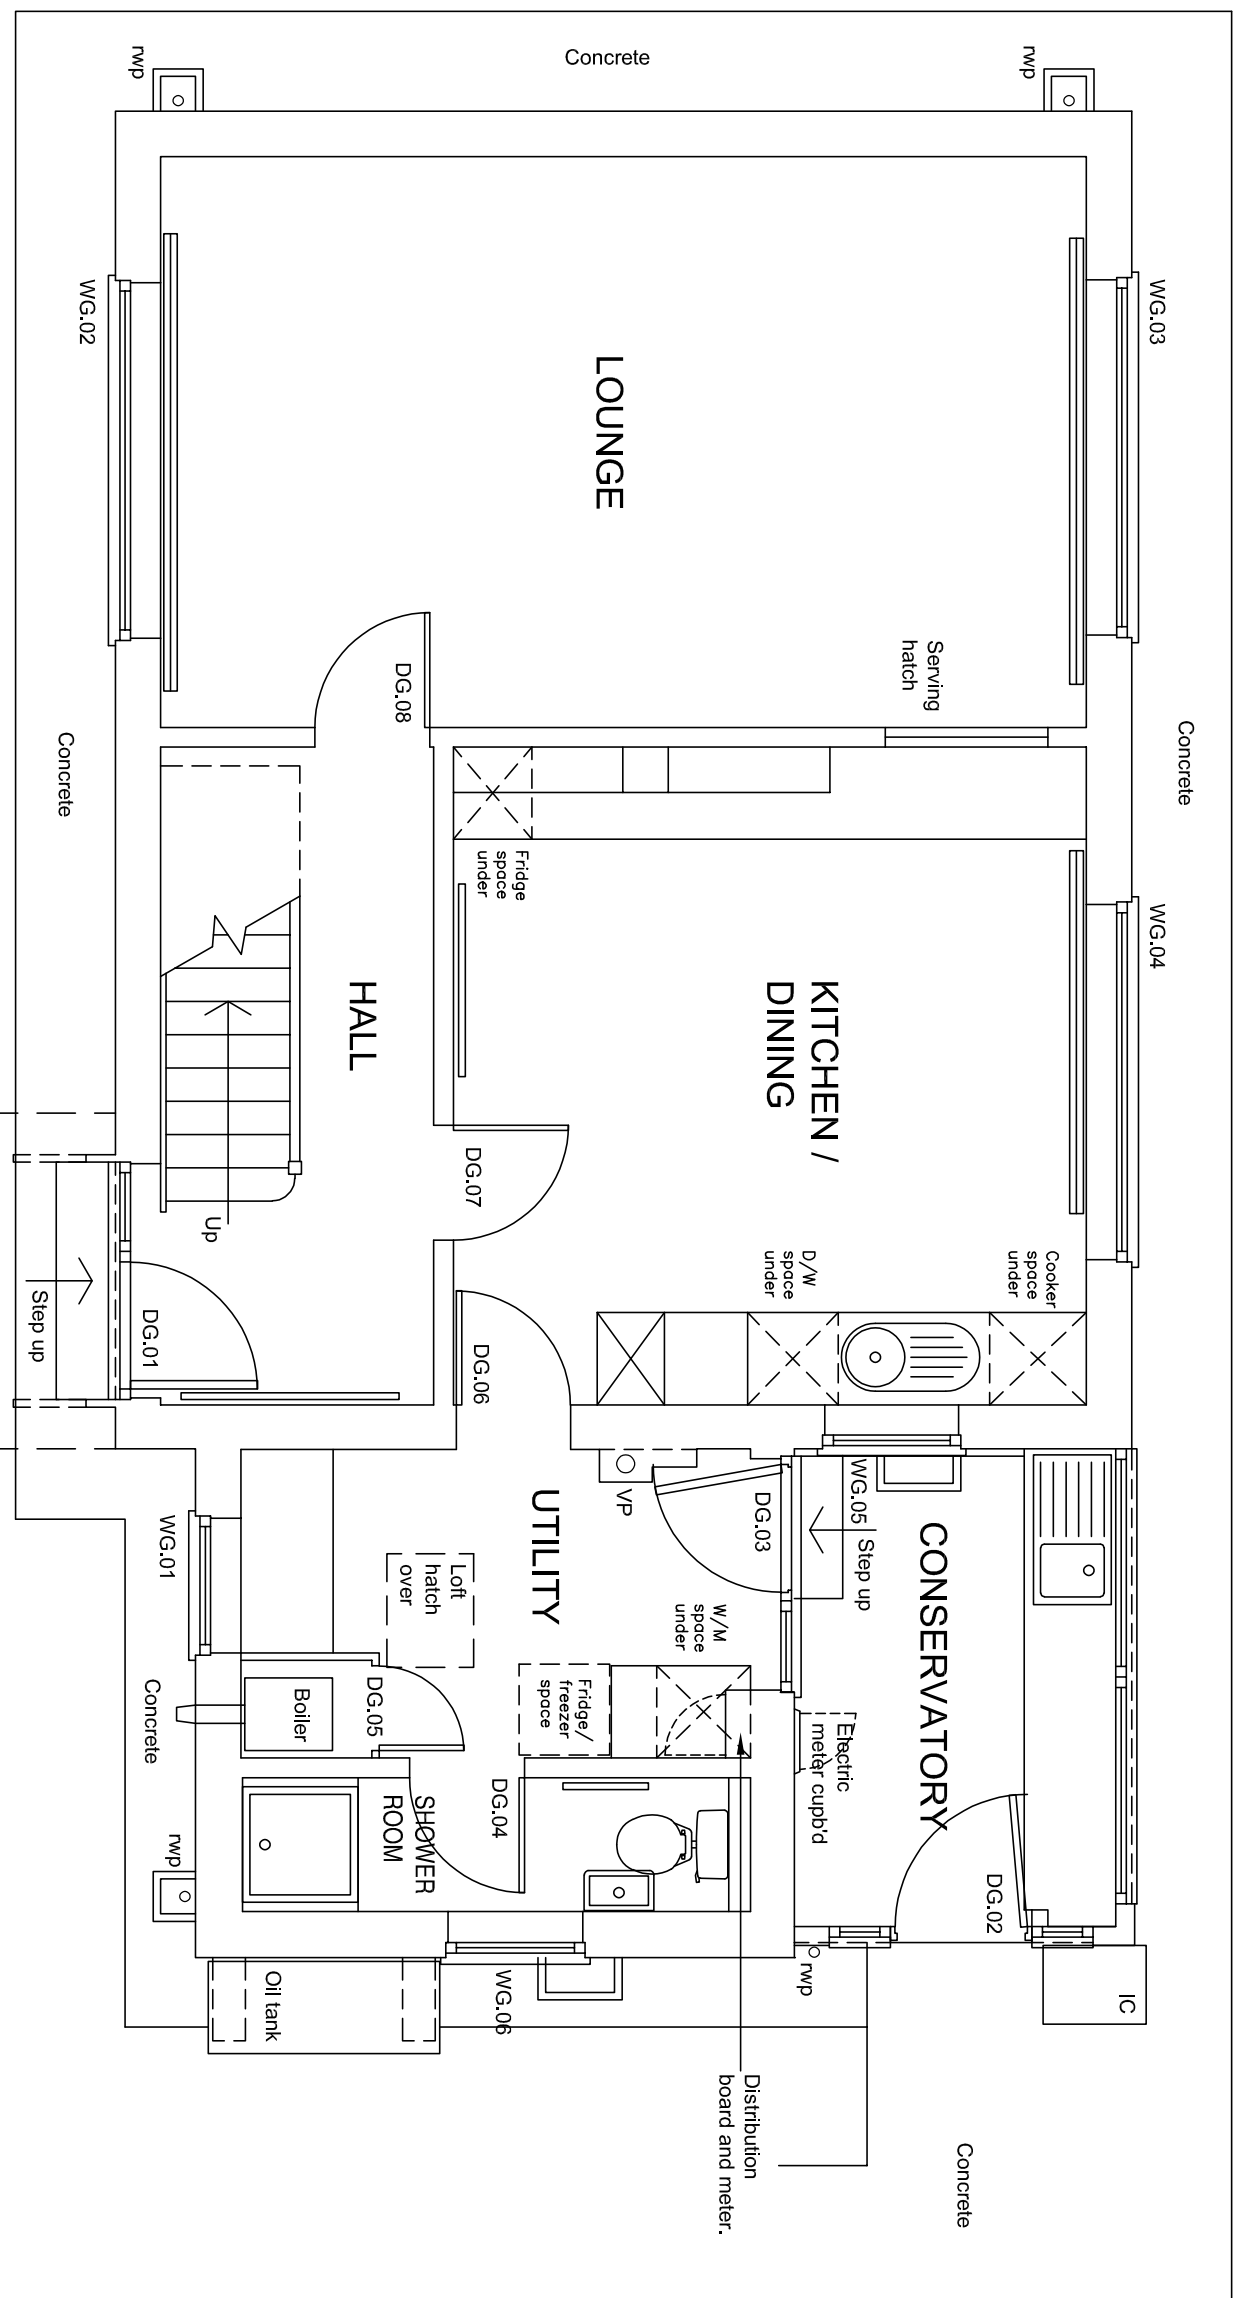 Concrete
rwp
rwp
WG.03
WG.02
LOUNGE
Serving
hatch
DG.08
Concrete
Concrete
WG.04
Fridge
space
under
KITCHEN /
DINING
HALL
DG.07
Up
Cooker
space
under
D/W
space
under
DG.06
DG.01
Step up
WG.05
Step up
CONSERVATORY
DG.03
VP
UTILITY
WG.01
Loft
hatch
over
W/M
space
under
Fridge/
freezer
space
DG.05
Boiler
Concrete
Electric
meter cupb'd
DG.04
SHOWER
ROOM
DG.02
rwp
rwp
IC
WG.06
Oil tank
Distribution
board and meter.
Concrete